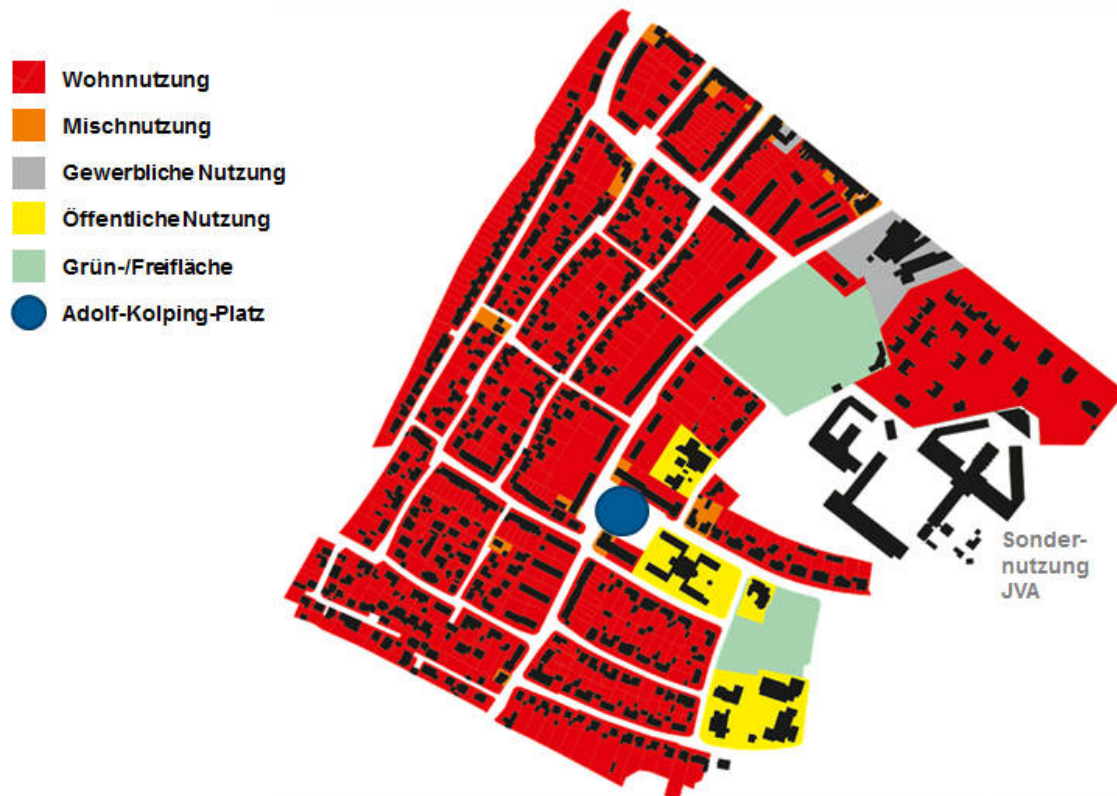 Wohnnutzung
Mischnutzung
Gewerbliche Nutzung
Öffentliche Nutzung
Grün-/Freifläche
Adolf-Kolping-Platz
Sonder-
nutzung
JVA